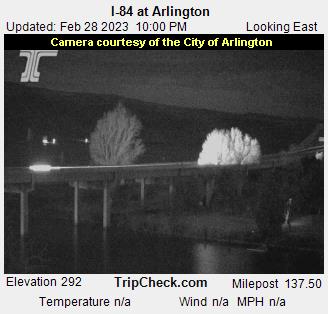 I-84 at Arlington
Updated: Feb 28 2023 10:00 PM Looking East
Camera courtesy of the City of Arlington
Elevation 292 TripCheck.com Milepost 137.50
Temperature n/a Wind n/a MPH n/a